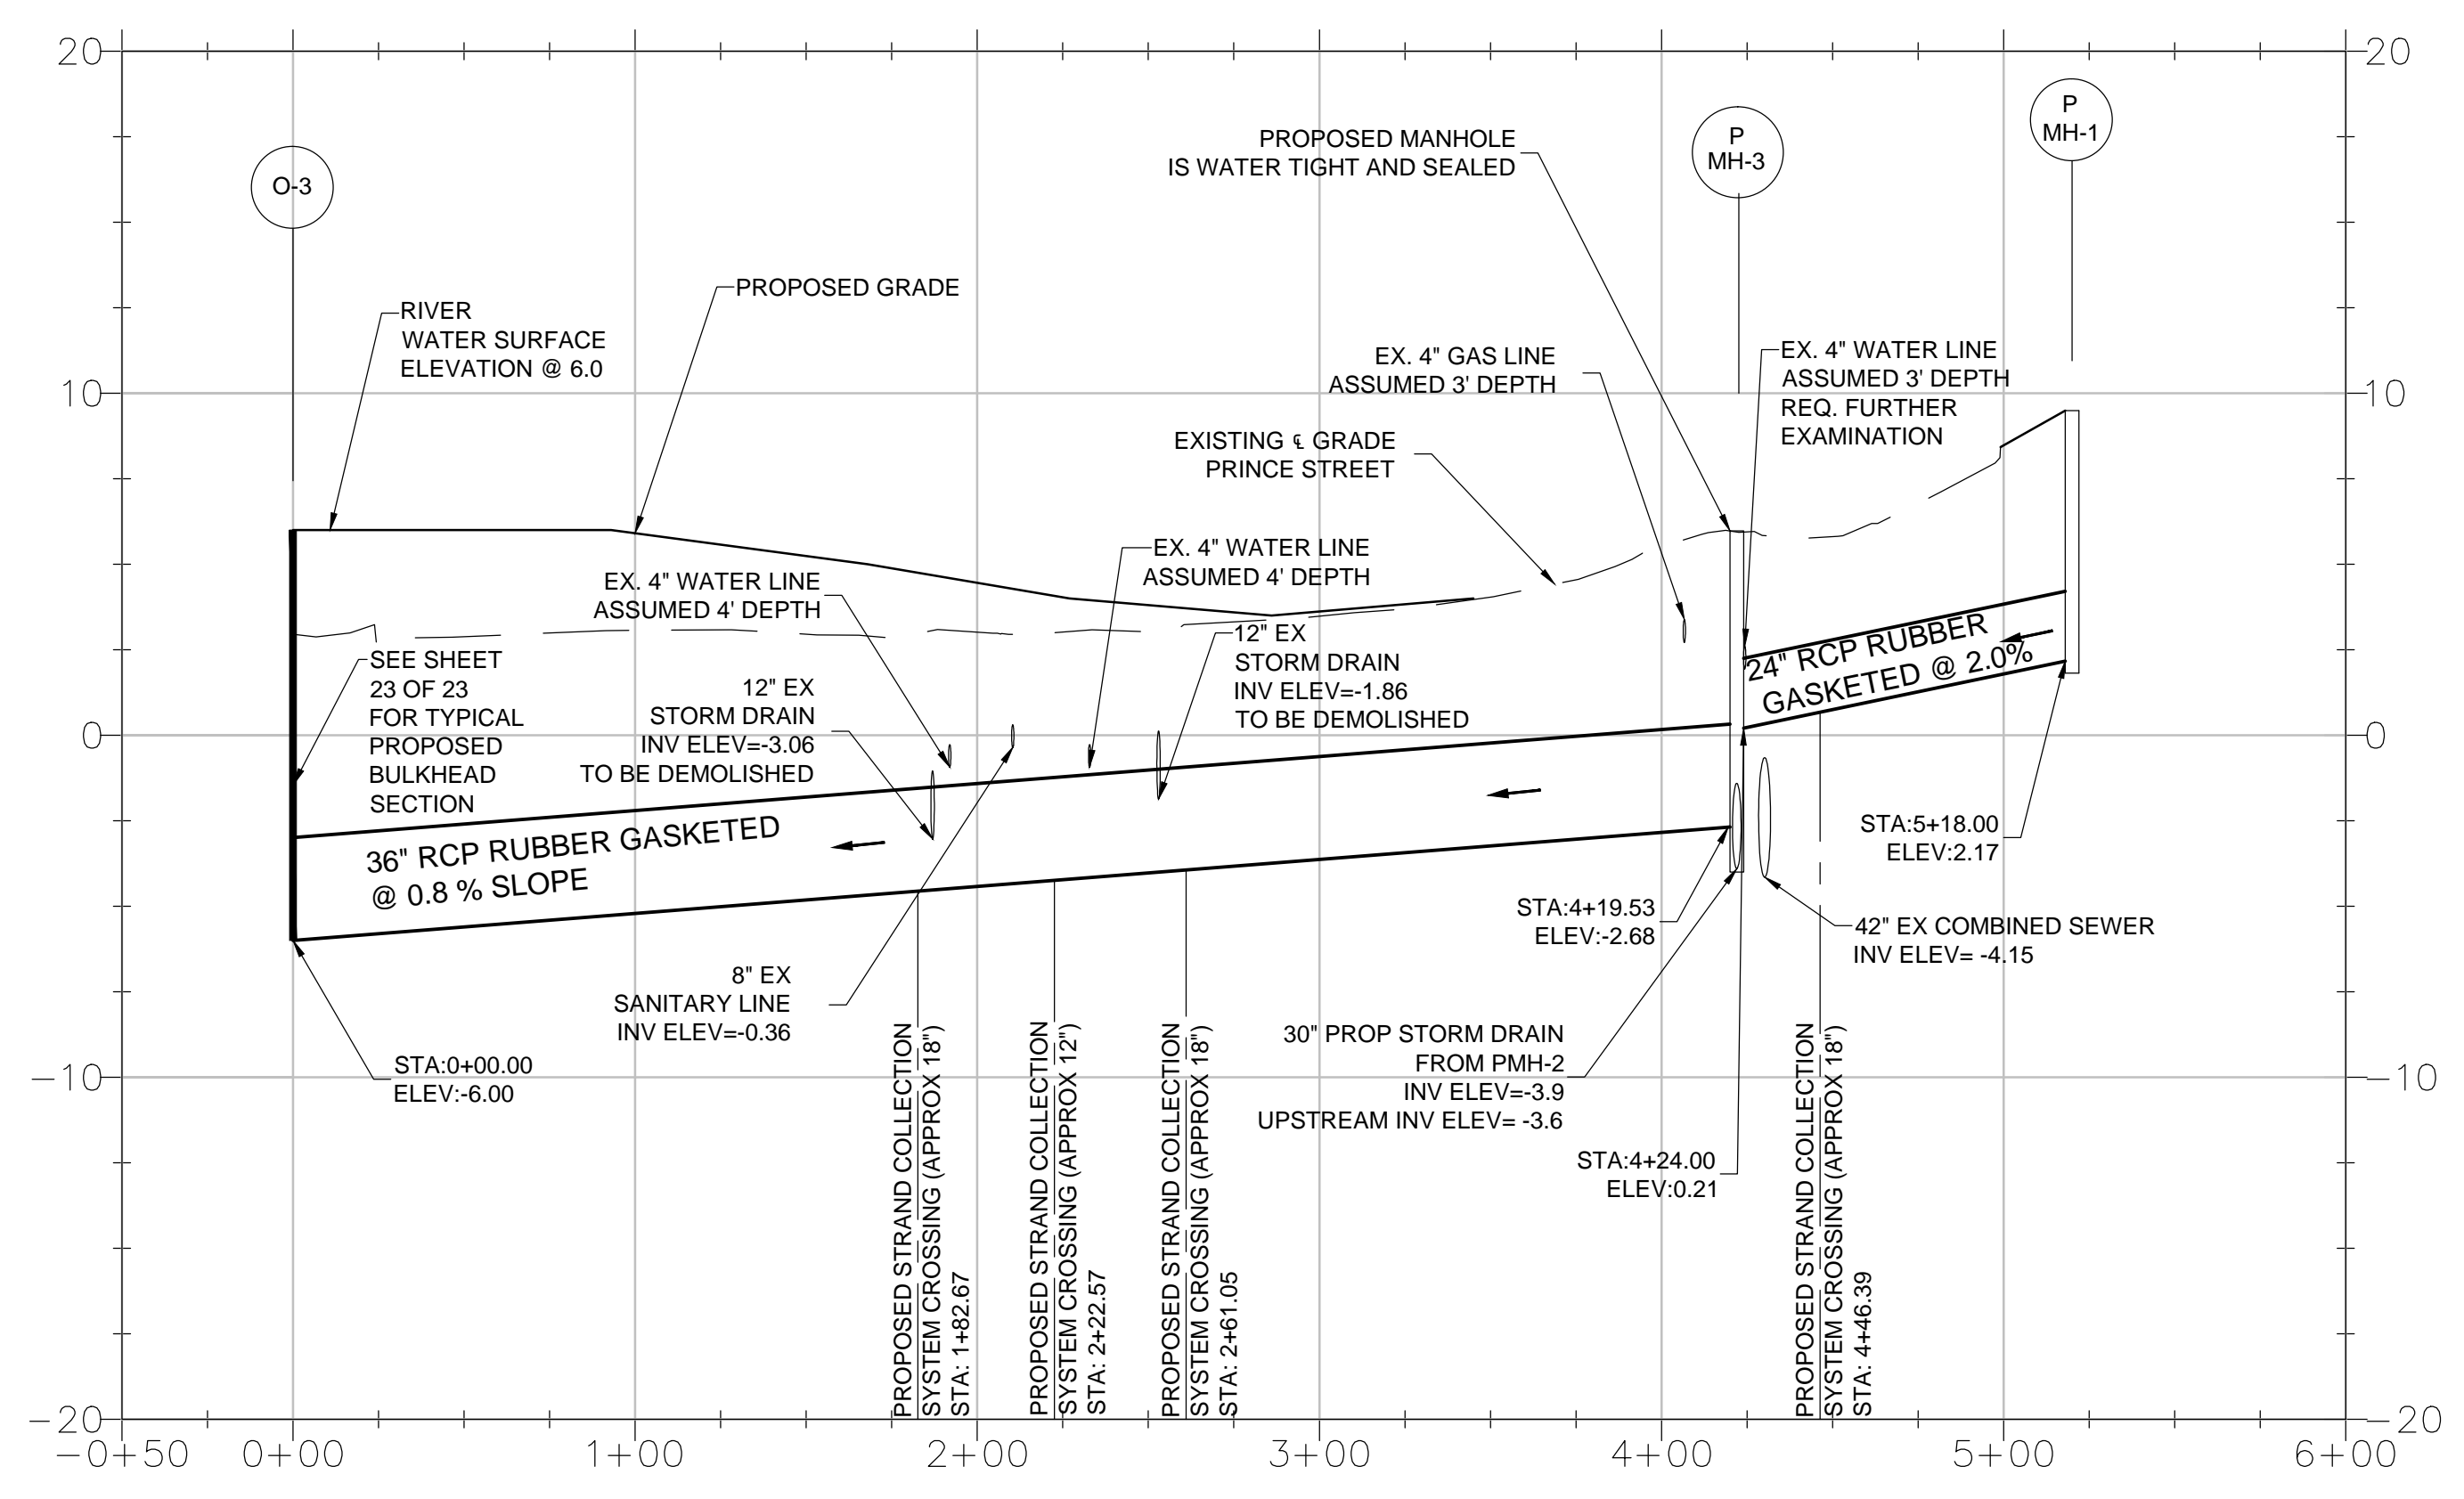 20
20
P
MH-1
P
MH-3
PROPOSED MANHOLE
IS WATER TIGHT AND SEALED
O-3
PROPOSED GRADE
RIVER
WATER SURFACE
ELEVATION @ 6.0
EX. 4" GAS LINE
ASSUMED 3' DEPTH
EX. 4" WATER LINE
ASSUMED 3' DEPTH
REQ. FURTHER
EXAMINATION
10
10
EXISTING ℄ GRADE
PRINCE STREET
EX. 4" WATER LINE
ASSUMED 4' DEPTH
EX. 4" WATER LINE
ASSUMED 4' DEPTH
12" EX
STORM DRAIN
INV ELEV=-1.86
TO BE DEMOLISHED
SEE SHEET
23 OF 23
FOR TYPICAL
PROPOSED
BULKHEAD
SECTION
12" EX
STORM DRAIN
INV ELEV=-3.06
TO BE DEMOLISHED
24" RCP RUBBER
GASKETED @ 2.0%
0
0
36" RCP RUBBER GASKETED
@ 0.8 % SLOPE
STA:5+18.00
ELEV:2.17
STA:4+19.53
ELEV:-2.68
42" EX COMBINED SEWER
INV ELEV= -4.15
8" EX
SANITARY LINE
INV ELEV=-0.36
STA:0+00.00
ELEV:-6.00
30" PROP STORM DRAIN
FROM PMH-2
INV ELEV=-3.9
UPSTREAM INV ELEV= -3.6
-10
-10
STA:4+24.00
ELEV:0.21
PROPOSED STRAND COLLECTION
SYSTEM CROSSING (APPROX 18")
STA: 1+82.67
PROPOSED STRAND COLLECTION
SYSTEM CROSSING (APPROX 12")
STA: 2+22.57
PROPOSED STRAND COLLECTION
SYSTEM CROSSING (APPROX 18")
STA: 2+61.05
PROPOSED STRAND COLLECTION
SYSTEM CROSSING (APPROX 18")
STA: 4+46.39
-20
-20
-0+50 0+00 1+00 2+00 3+00 4+00 5+00 6+00